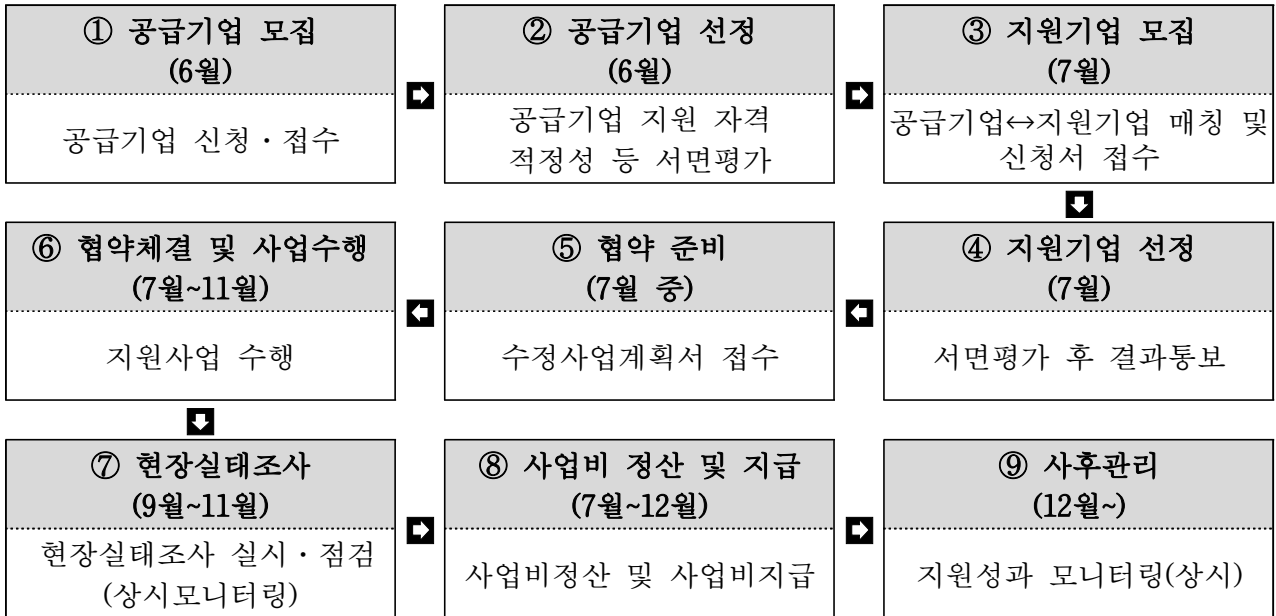 ① 공급기업 모집
(6월)
공급기업 신청・접수
② 공급기업 선정
(6월)
공급기업 지원 자격
적정성 등 서면평가
③ 지원기업 모집
(7월)
공급기업↔지원기업 매칭 및
신청서 접수
④ 지원기업 선정
(7월)
서면평가 후 결과통보
⑤ 협약 준비
(7월 중)
수정사업계획서 접수
⑥ 협약체결 및 사업수행
(7월~11월)
지원사업 수행
⑦ 현장실태조사
(9월~11월)
현장실태조사 실시・점검
(상시모니터링)
⑧ 사업비 정산 및 지급
(7월~12월)
사업비정산 및 사업비지급
⑨ 사후관리
(12월~)
지원성과 모니터링(상시)